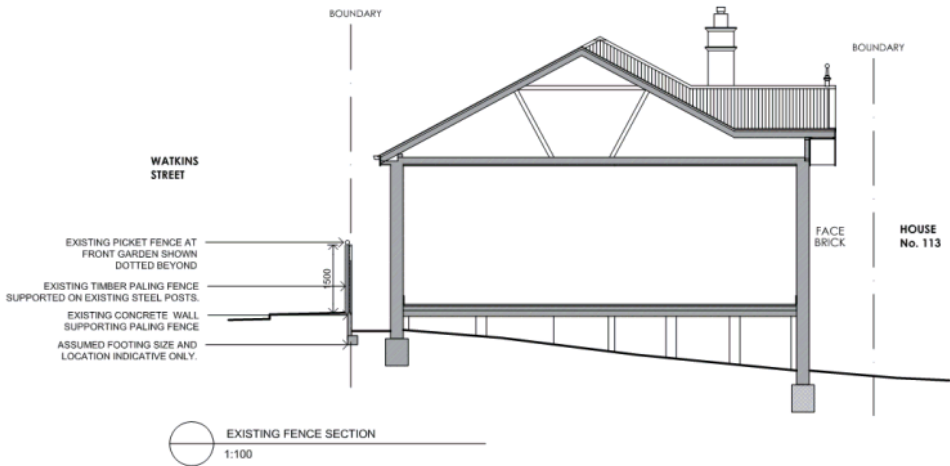 BOUNDARY
BOUNDARY
WATKINS
STREET
EXISTING PICKET FENCE AT
FRONT GARDEN SHOWN
DOTTED BEYOND
1500
EXISTING TIMBER PALING FENCE
SUPPORTED ON EXISTING STEEL POSTS.
EXISTING CONCRETE WALL
SUPPORTING PALING FENCE
ASSUMED FOOTING SIZE AND
LOCATION INDICATIVE ONLY.
FACE
BRICK
HOUSE
No. 113
EXISTING FENCE SECTION
1:100